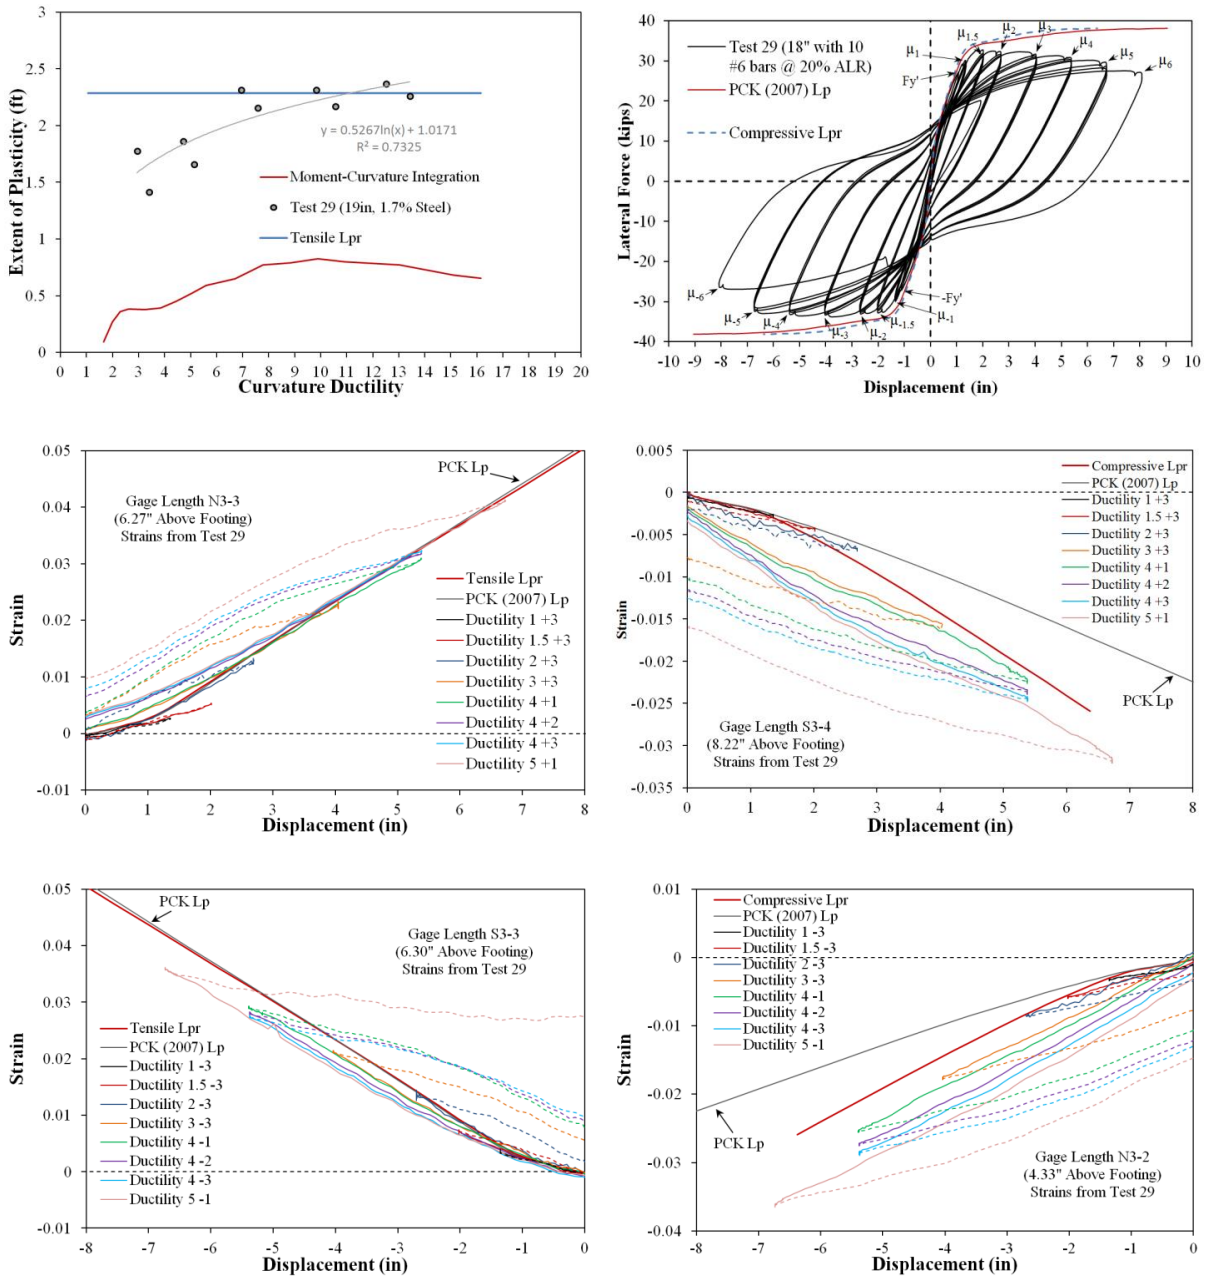 3
2.5
2
1.5
1
0.5
0
Extent of Plasticity (ft)
y = 0.5267ln(x) + 1.0171
R² = 0.7325
Moment-Curvature Integration
Test 29 (19in, 1.7% Steel)
Tensile Lpr
0 1 2 3 4 5 6 7 8 9 10 11 12 13 14 15 16 17 18 19 20
Curvature Ductility
40
30
20
10
0
-10
-20
-30
-40
Lateral Force (kips)
Test 29 (18" with 10
#6 bars @ 20% ALR)
PCK (2007) Lp
Compressive Lpr
Fy'
μ1
μ1.5
μ2
μ3
μ4
μ5
μ6
-Fy'
μ-1
μ-1.5
μ-2
μ-3
μ-4
μ-5
μ-6
-10 -9 -8 -7 -6 -5 -4 -3 -2 -1 0 1 2 3 4 5 6 7 8 9 10
Displacement (in)
0.05
0.04
0.03
0.02
0.01
0
-0.01
Strain
Gage Length N3-3
(6.27" Above Footing)
Strains from Test 29
PCK Lp
Tensile Lpr
PCK (2007) Lp
Ductility 1 +3
Ductility 1.5 +3
Ductility 2 +3
Ductility 3 +3
Ductility 4 +1
Ductility 4 +2
Ductility 4 +3
Ductility 5 +1
0 1 2 3 4 5 6 7 8
Displacement (in)
0.005
0
-0.005
-0.01
-0.015
-0.02
-0.025
-0.03
-0.035
Strain
Compressive Lpr
PCK (2007) Lp
Ductility 1 +3
Ductility 1.5 +3
Ductility 2 +3
Ductility 3 +3
Ductility 4 +1
Ductility 4 +2
Ductility 4 +3
Ductility 5 +1
PCK Lp
Gage Length S3-4
(8.22" Above Footing)
Strains from Test 29
0 1 2 3 4 5 6 7 8
Displacement (in)
0.05
0.04
0.03
0.02
0.01
0
-0.01
Strain
PCK Lp
Gage Length S3-3
(6.30" Above Footing)
Strains from Test 29
Tensile Lpr
PCK (2007) Lp
Ductility 1 -3
Ductility 1.5 -3
Ductility 2 -3
Ductility 3 -3
Ductility 4 -1
Ductility 4 -2
Ductility 4 -3
Ductility 5 -1
-8 -7 -6 -5 -4 -3 -2 -1 0
Displacement (in)
0.01
0
-0.01
-0.02
-0.03
-0.04
Strain
Compressive Lpr
PCK (2007) Lp
Ductility 1 -3
Ductility 1.5 -3
Ductility 2 -3
Ductility 3 -3
Ductility 4 -1
Ductility 4 -2
Ductility 4 -3
Ductility 5 -1
PCK Lp
Gage Length N3-2
(4.33" Above Footing)
Strains from Test 29
-8 -7 -6 -5 -4 -3 -2 -1 0
Displacement (in)